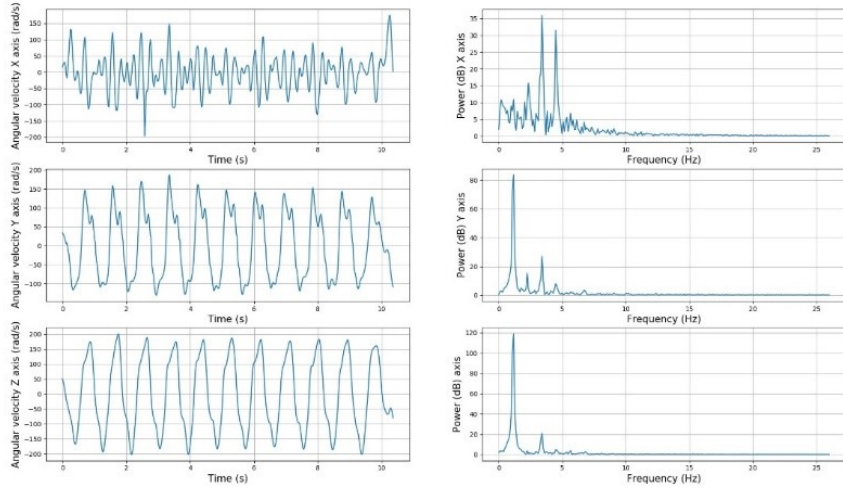 Angular velocity X axis (rad/s)
150
100
50
0
−50
−100
−150
−200
0 2 4 6 8 10
Time (s)
Power (dB) X axis
35
30
25
20
15
10
5
0
0 5 10 15 20 25
Frequency (Hz)
Angular velocity Y axis (rad/s)
200
150
100
50
0
−50
−100
0 2 4 6 8 10
Time (s)
Power (dB) Y axis
80
60
40
20
0
0 5 10 15 20 25
Frequency (Hz)
Angular velocity Z axis (rad/s)
200
150
100
50
0
−50
−100
−150
−200
0 2 4 6 8 10
Time (s)
Power (dB) Z axis
120
100
80
60
40
20
0
0 5 10 15 20 25
Frequency (Hz)